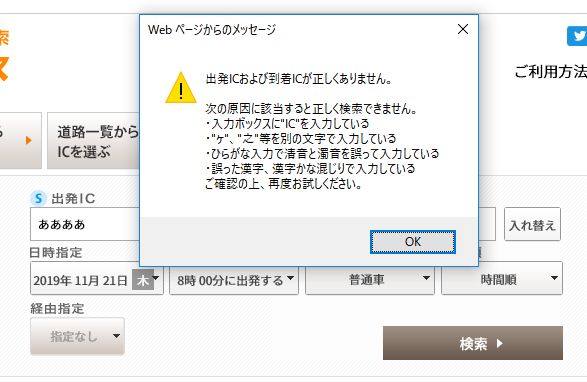 Web ページからのメッセージ
出発ICおよび到着ICが正しくありません。
次の原因に該当すると正しく検索できません。
・入力ボックスに"IC"を入力している
・"ヶ"、"之"等を別の文字で入力している
・ひらがな入力で清音と濁音を誤って入力している
・誤った漢字、漢字かな混じりで入力している
ご確認の上、再度お試しください。
OK
索
ご利用方法
道路一覧から
ICを選ぶ
S 出発IC
ああああ
入れ替え
日時指定
2019年 11月 21日 木
8時 00分に出発する
普通車
時間順
経由指定
指定なし
検索